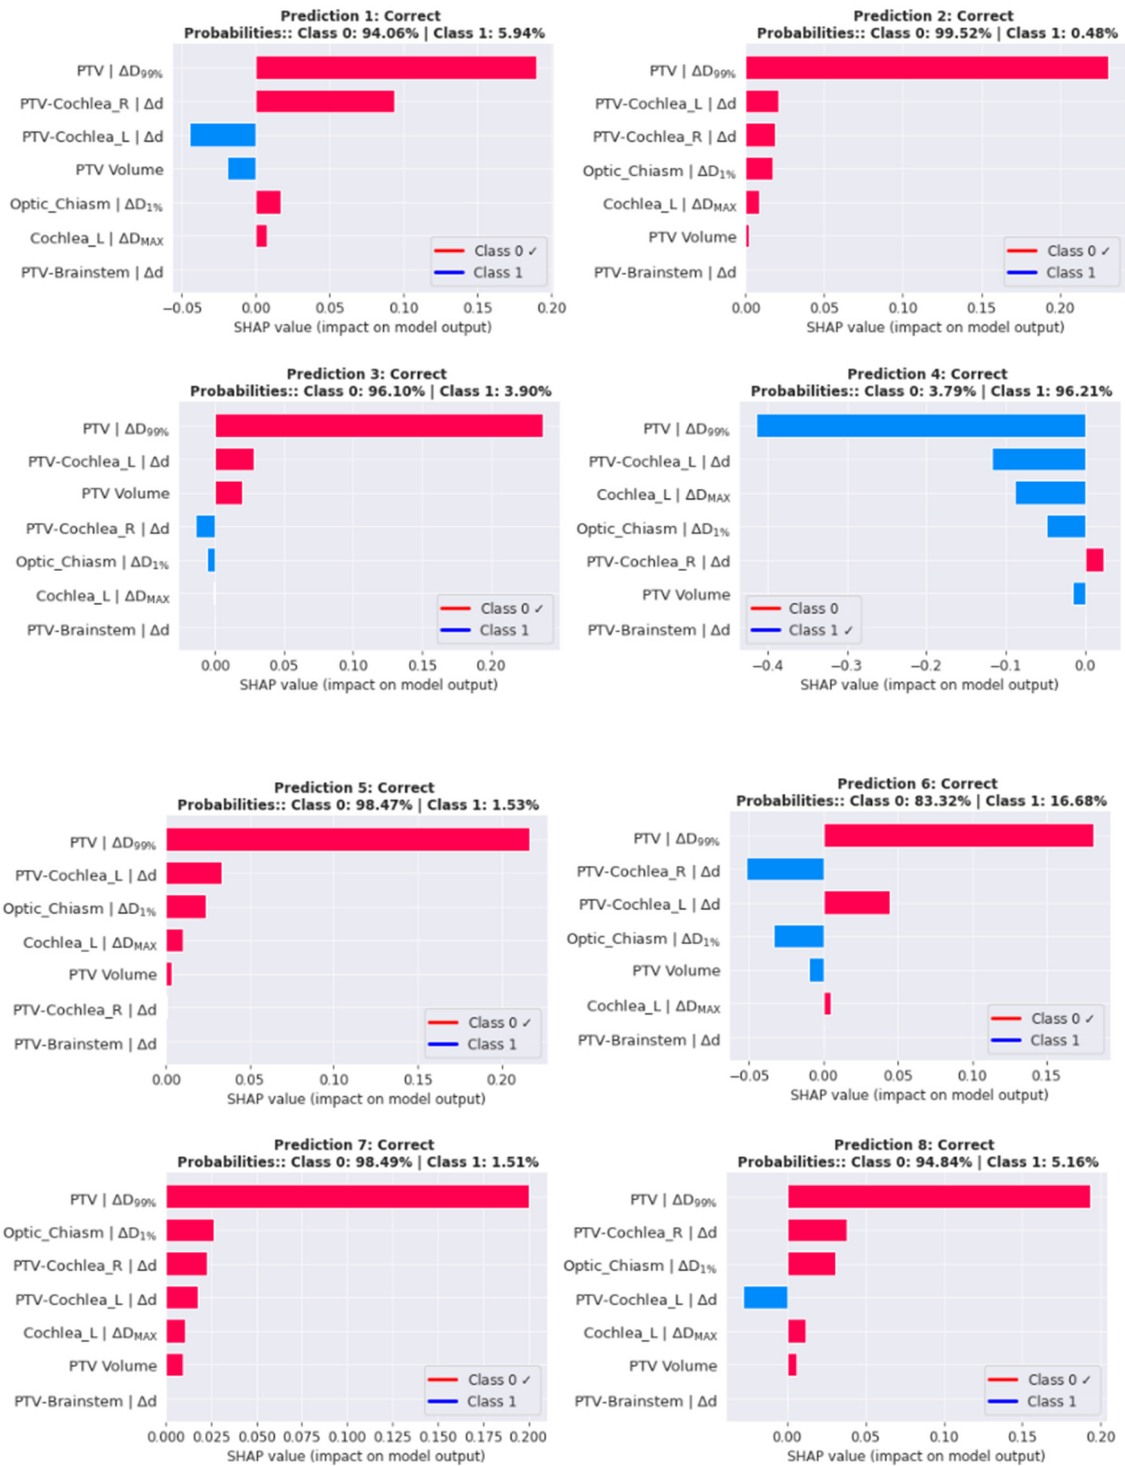 Prediction 1: Correct
Probabilities:: Class 0: 94.06% | Class 1: 5.94%
PTV | ΔD99%
PTV-Cochlea_R | Δd
PTV-Cochlea_L | Δd
PTV Volume
Optic_Chiasm | ΔD1%
Cochlea_L | ΔDMAX
PTV-Brainstem | Δd
Class 0 ✓
Class 1
−0.05 0.00 0.05 0.10 0.15 0.20
SHAP value (impact on model output)
Prediction 2: Correct
Probabilities:: Class 0: 99.52% | Class 1: 0.48%
PTV | ΔD99%
PTV-Cochlea_L | Δd
PTV-Cochlea_R | Δd
Optic_Chiasm | ΔD1%
Cochlea_L | ΔDMAX
PTV Volume
PTV-Brainstem | Δd
Class 0 ✓
Class 1
0.00 0.05 0.10 0.15 0.20
SHAP value (impact on model output)
Prediction 3: Correct
Probabilities:: Class 0: 96.10% | Class 1: 3.90%
PTV | ΔD99%
PTV-Cochlea_L | Δd
PTV Volume
PTV-Cochlea_R | Δd
Optic_Chiasm | ΔD1%
Cochlea_L | ΔDMAX
PTV-Brainstem | Δd
Class 0 ✓
Class 1
0.00 0.05 0.10 0.15 0.20
SHAP value (impact on model output)
Prediction 4: Correct
Probabilities:: Class 0: 3.79% | Class 1: 96.21%
PTV | ΔD99%
PTV-Cochlea_L | Δd
Cochlea_L | ΔDMAX
Optic_Chiasm | ΔD1%
PTV-Cochlea_R | Δd
PTV Volume
PTV-Brainstem | Δd
Class 0
Class 1 ✓
−0.4 −0.3 −0.2 −0.1 0.0
SHAP value (impact on model output)
Prediction 5: Correct
Probabilities:: Class 0: 98.47% | Class 1: 1.53%
PTV | ΔD99%
PTV-Cochlea_L | Δd
Optic_Chiasm | ΔD1%
Cochlea_L | ΔDMAX
PTV Volume
PTV-Cochlea_R | Δd
PTV-Brainstem | Δd
Class 0 ✓
Class 1
0.00 0.05 0.10 0.15 0.20
SHAP value (impact on model output)
Prediction 6: Correct
Probabilities:: Class 0: 83.32% | Class 1: 16.68%
PTV | ΔD99%
PTV-Cochlea_R | Δd
PTV-Cochlea_L | Δd
Optic_Chiasm | ΔD1%
PTV Volume
Cochlea_L | ΔDMAX
PTV-Brainstem | Δd
Class 0 ✓
Class 1
−0.05 0.00 0.05 0.10 0.15
SHAP value (impact on model output)
Prediction 7: Correct
Probabilities:: Class 0: 98.49% | Class 1: 1.51%
PTV | ΔD99%
Optic_Chiasm | ΔD1%
PTV-Cochlea_R | Δd
PTV-Cochlea_L | Δd
Cochlea_L | ΔDMAX
PTV Volume
PTV-Brainstem | Δd
Class 0 ✓
Class 1
0.000 0.025 0.050 0.075 0.100 0.125 0.150 0.175 0.200
SHAP value (impact on model output)
Prediction 8: Correct
Probabilities:: Class 0: 94.84% | Class 1: 5.16%
PTV | ΔD99%
PTV-Cochlea_R | Δd
Optic_Chiasm | ΔD1%
PTV-Cochlea_L | Δd
Cochlea_L | ΔDMAX
PTV Volume
PTV-Brainstem | Δd
Class 0 ✓
Class 1
0.00 0.05 0.10 0.15 0.20
SHAP value (impact on model output)